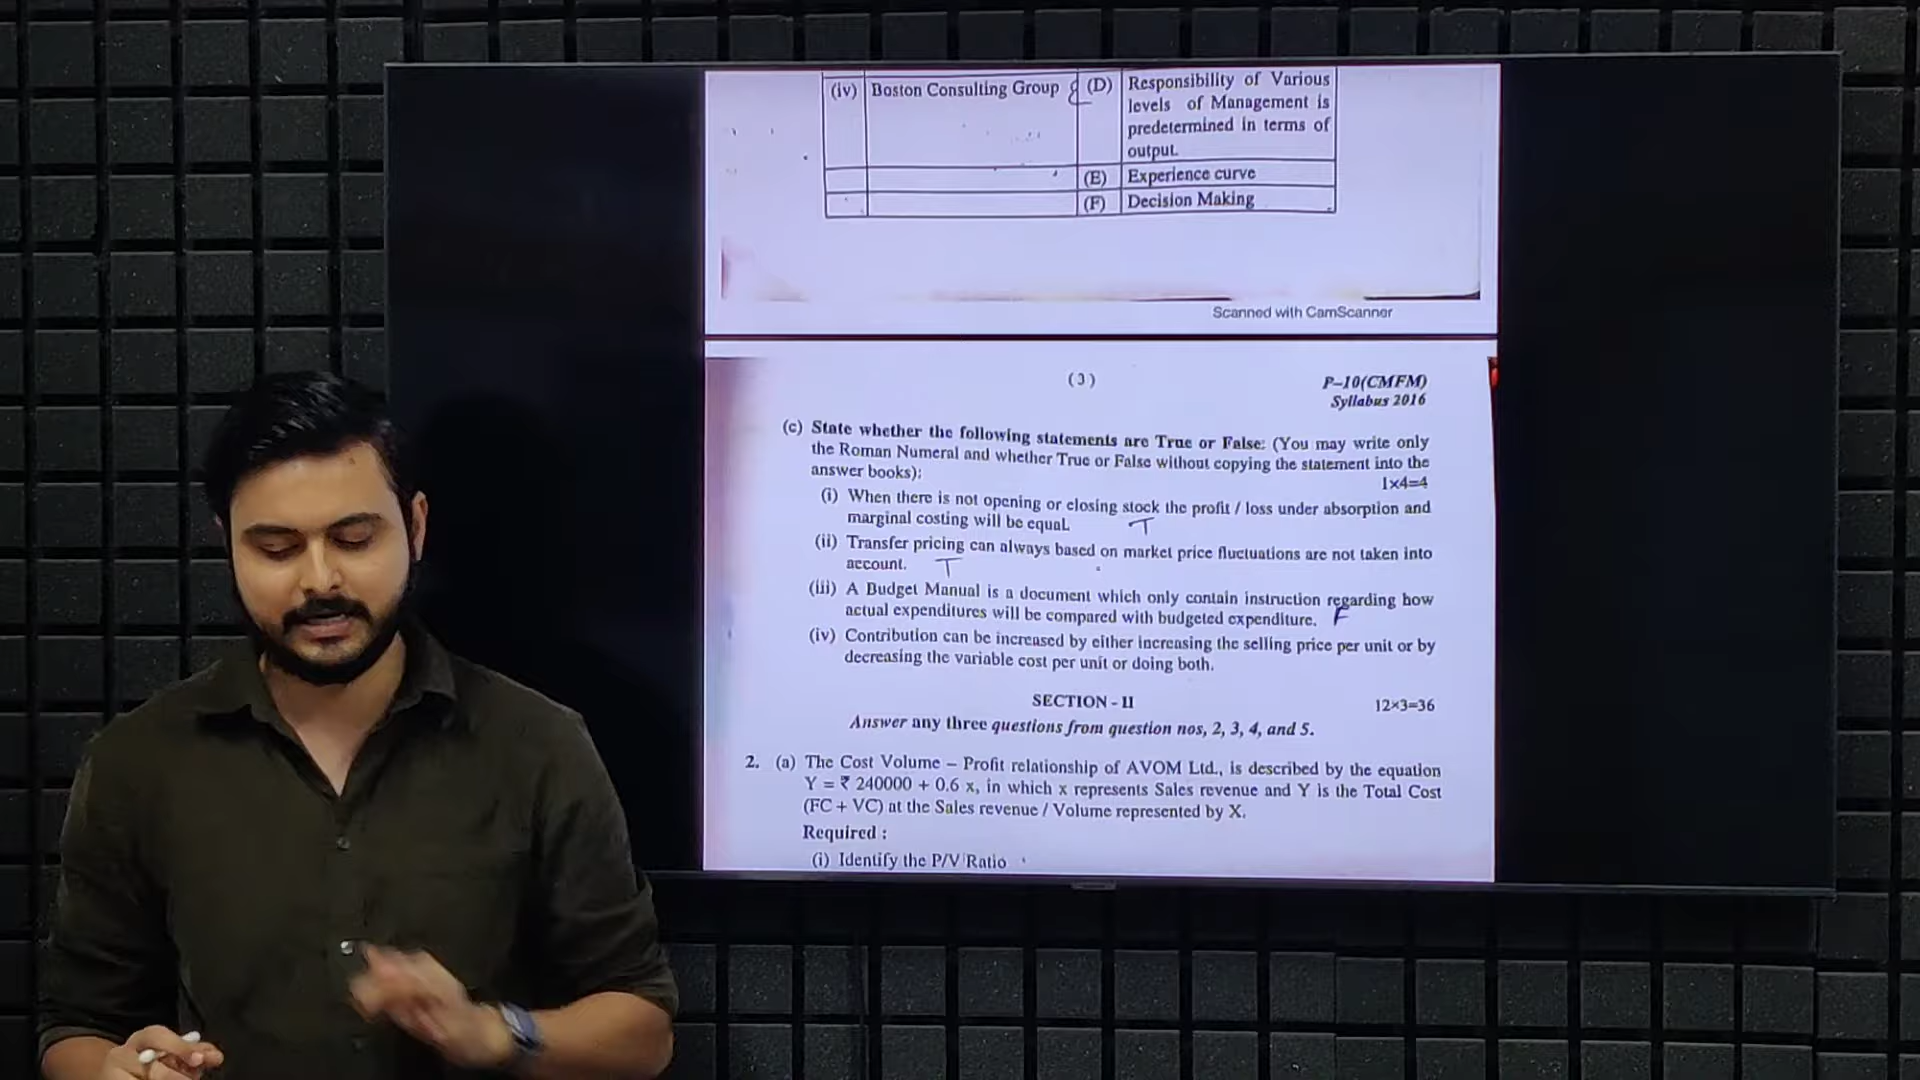 (iv) Boston Consulting Group E (D) Responsibility of Various
levels of Management is
predetermined in terms of
output.
(E) Experience curve
(F) Decision Making
Scanned with CamScanner
(3)
P-10(CMFM)
Syllabus 2016
(c) State whether the following statements are True or False: (You may write only
the Roman Numeral and whether True or False without copying the statement into the
answer books):
1×4=4
(i) When there is not opening or closing stock the profit / loss under absorption and
marginal costing will be equal. T
(ii) Transfer pricing can always based on market price fluctuations are not taken into
account. T
(iii) A Budget Manual is a document which only contain instruction regarding how
actual expenditures will be compared with budgeted expenditure. F
(iv) Contribution can be increased by either increasing the selling price per unit or by
decreasing the variable cost per unit or doing both.
SECTION - II 12×3=36
Answer any three questions from question nos, 2, 3, 4, and 5.
2. (a) The Cost Volume – Profit relationship of AVOM Ltd., is described by the equation
Y = ₹ 240000 + 0.6 x, in which x represents Sales revenue and Y is the Total Cost
(FC + VC) at the Sales revenue / Volume represented by X.
Required :
(i) Identify the P/V Ratio